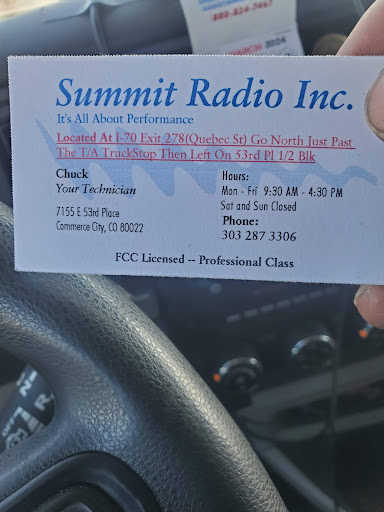 800-824-7467
Summit Radio Inc.
It's All About Performance
Located At I-70 Exit 278(Quebec St) Go North Just Past
The T/A TruckStop Then Left On 53rd Pl 1/2 Blk
Chuck
Your Technician
7155 E 53rd Place
Commerce City, CO 80022
Hours:
Mon - Fri 9:30 AM - 4:30 PM
Sat and Sun Closed
Phone:
303 287 3306
FCC Licensed -- Professional Class
N
R